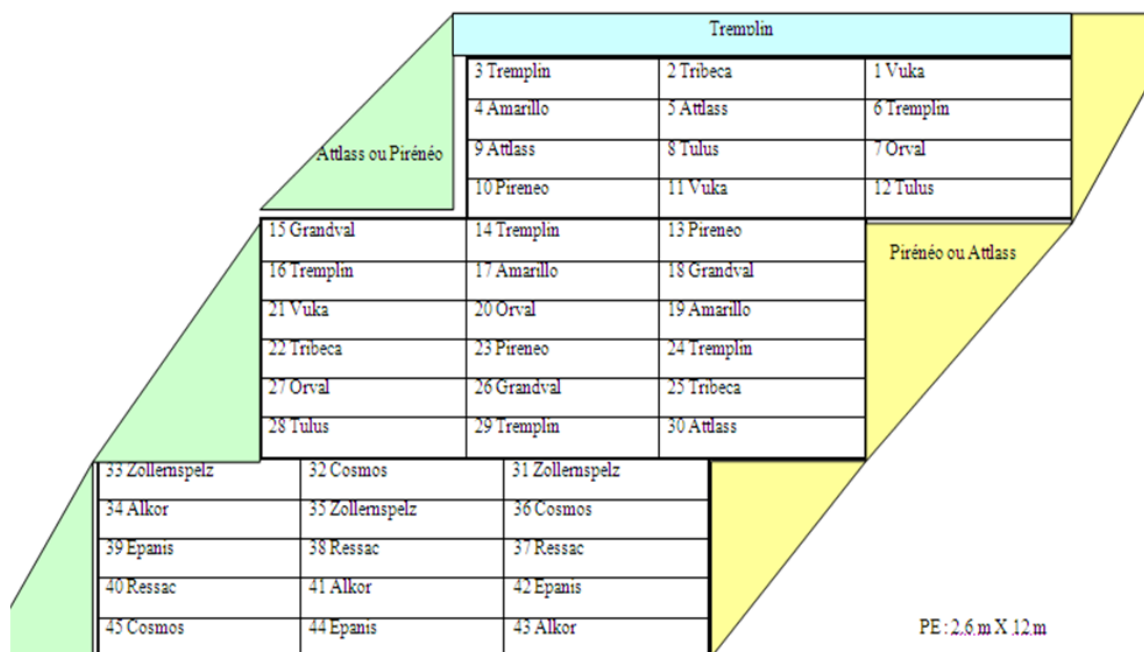 Tremplin
3 Tremplin 2 Tribeca 1 Vuka
4 Amarillo 5 Attlass 6 Tremplin
Attlass ou Pirénéo
9 Attlass 8 Tulus 7 Orval
10 Pireneo 11 Vuka 12 Tulus
15 Grandval 14 Tremplin 13 Pireneo
Pirénéo ou Attlass
16 Tremplin 17 Amarillo 18 Grandval
21 Vuka 20 Orval 19 Amarillo
22 Tribeca 23 Pireneo 24 Tremplin
27 Orval 26 Grandval 25 Tribeca
28 Tulus 29 Tremplin 30 Attlass
33 Zollernspelz 32 Cosmos 31 Zollernspelz
34 Alkor 35 Zollernspelz 36 Cosmos
39 Epanis 38 Ressac 37 Ressac
40 Ressac 41 Alkor 42 Epanis
45 Cosmos 44 Epanis 43 Alkor
PE : 2,6 m X 12 m